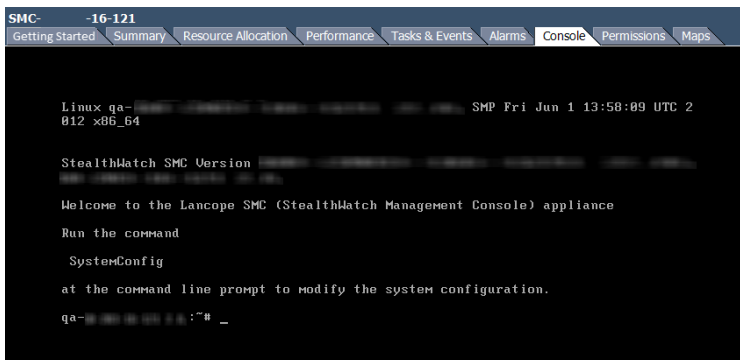 SMC- -16-121
Getting Started Summary Resource Allocation Performance Tasks & Events Alarms Console Permissions Maps
Linux qa- SMP Fri Jun 1 13:58:09 UTC 2
012 x86_64
StealthWatch SMC Version
Welcome to the Lancope SMC (StealthWatch Management Console) appliance
Run the command
SystemConfig
at the command line prompt to modify the system configuration.
qa- :~# _